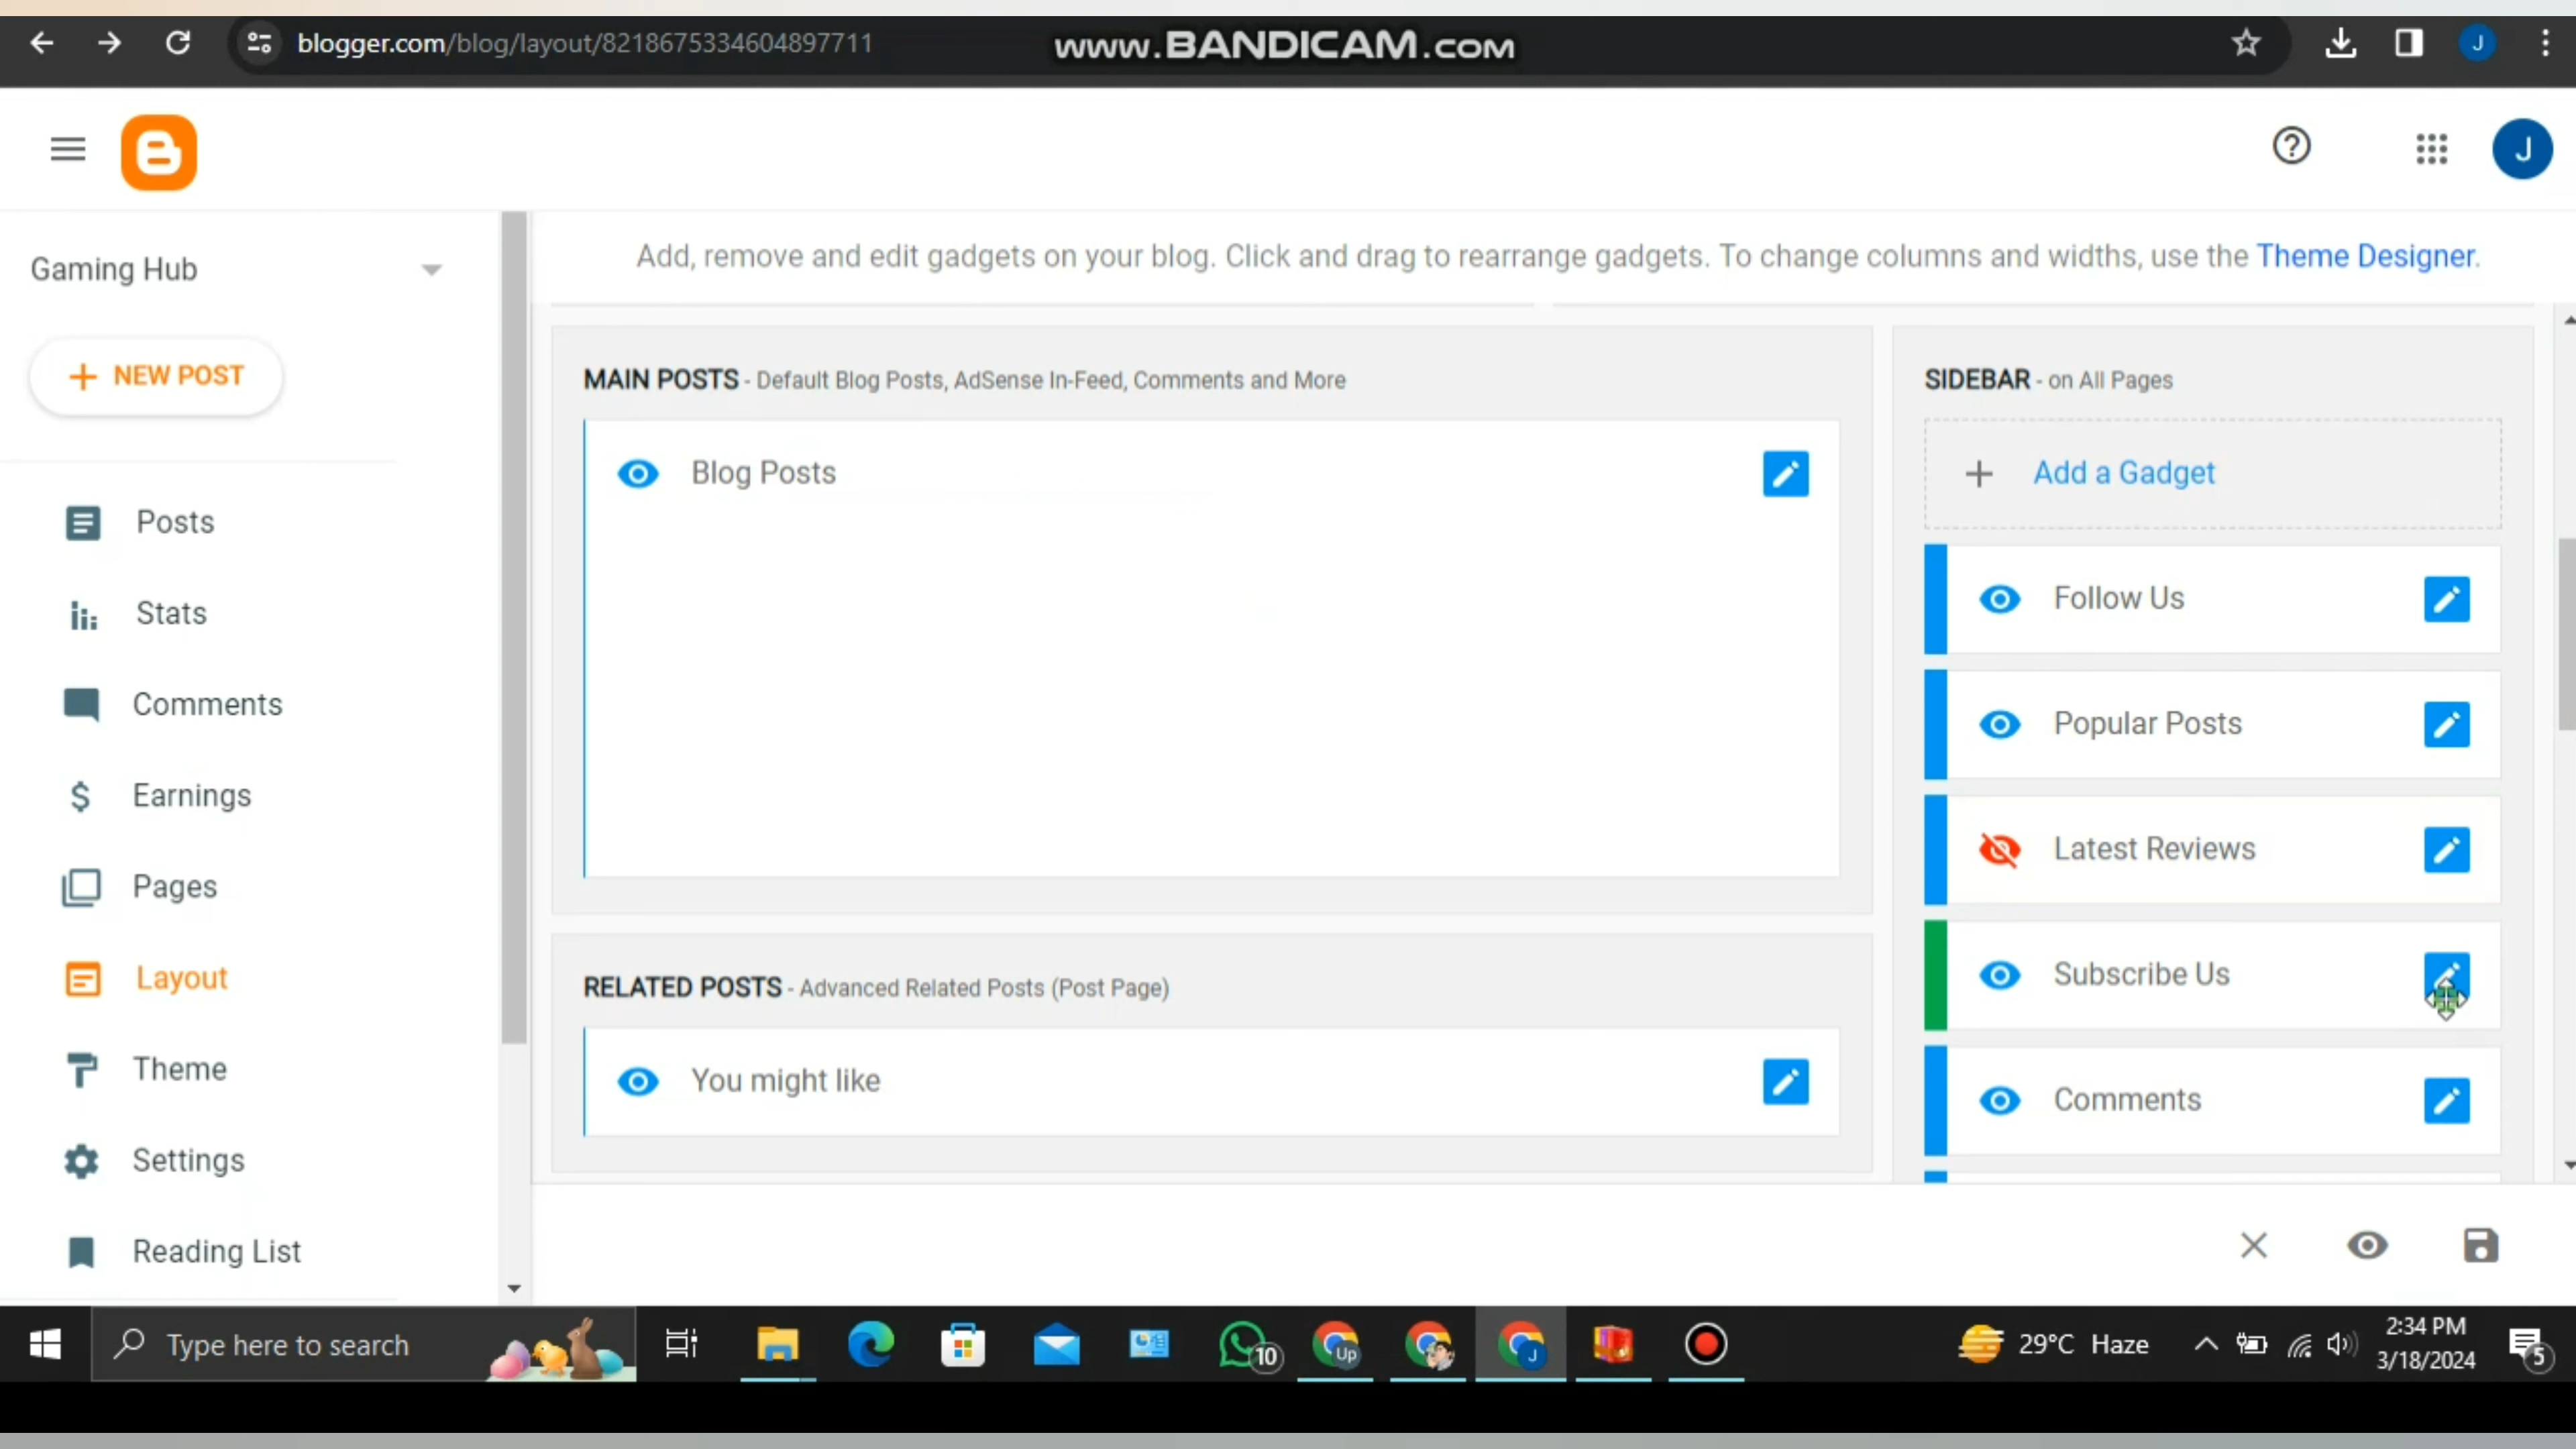 blogger.com/blog/layout/8218675334604897711
www.BANDICAM.com
J
J
Gaming Hub
Add, remove and edit gadgets on your blog. Click and drag to rearrange gadgets. To change columns and widths, use the Theme Designer.
+ NEW POST
Posts
Stats
Comments
Earnings
Pages
Layout
Theme
Settings
Reading List
MAIN POSTS - Default Blog Posts, AdSense In-Feed, Comments and More
Blog Posts
RELATED POSTS - Advanced Related Posts (Post Page)
You might like
SIDEBAR - on All Pages
+ Add a Gadget
Follow Us
Popular Posts
Latest Reviews
Subscribe Us
Comments
Type here to search
10
Up
J
29°C Haze
2:34 PM
3/18/2024
5